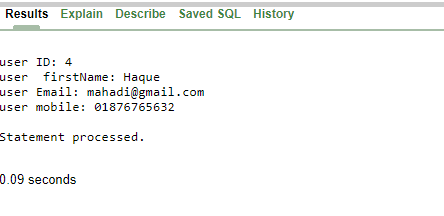 Results Explain Describe Saved SQL History
user ID: 4
user  firstName: Haque
user Email: mahadi@gmail.com
user mobile: 01876765632
Statement processed.
0.09 seconds